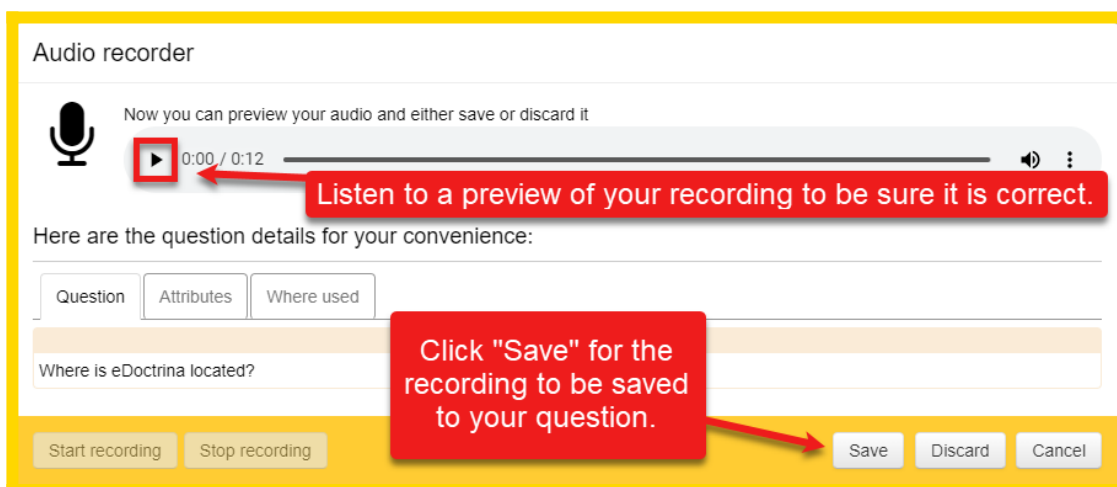 Audio recorder
Now you can preview your audio and either save or discard it
0:00 / 0:12
Listen to a preview of your recording to be sure it is correct.
Here are the question details for your convenience:
Question Attributes Where used
Click "Save" for the
recording to be saved
to your question.
Where is eDoctrina located?
Start recording Stop recording Save Discard Cancel